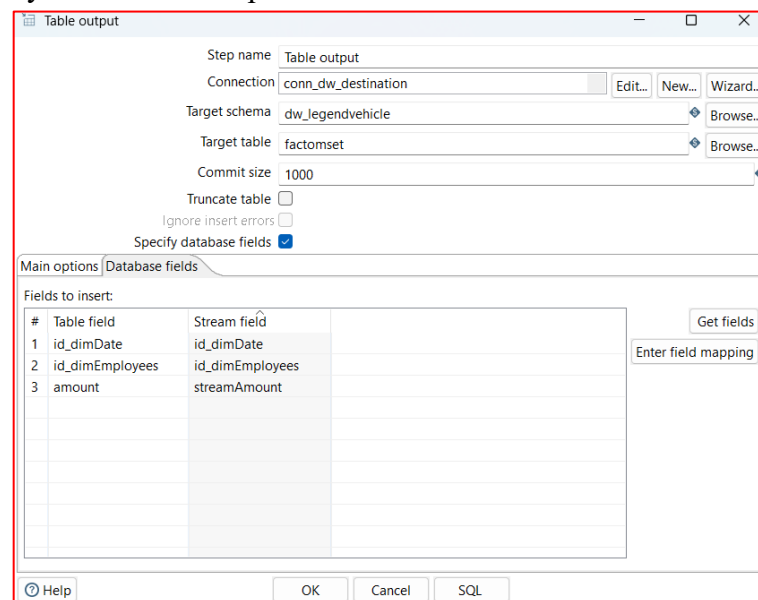 Table output
Step name Table output
Connection conn_dw_destination Edit... New... Wizard..
Target schema dw_legendvehicle Browse..
Target table factomset Browse..
Commit size 1000
Truncate table
Ignore insert errors
Specify database fields
Main options Database fields
Fields to insert:
# Table field Stream field Get fields
1 id_dimDate id_dimDate
2 id_dimEmployees id_dimEmployees Enter field mapping
3 amount streamAmount
Help OK Cancel SQL